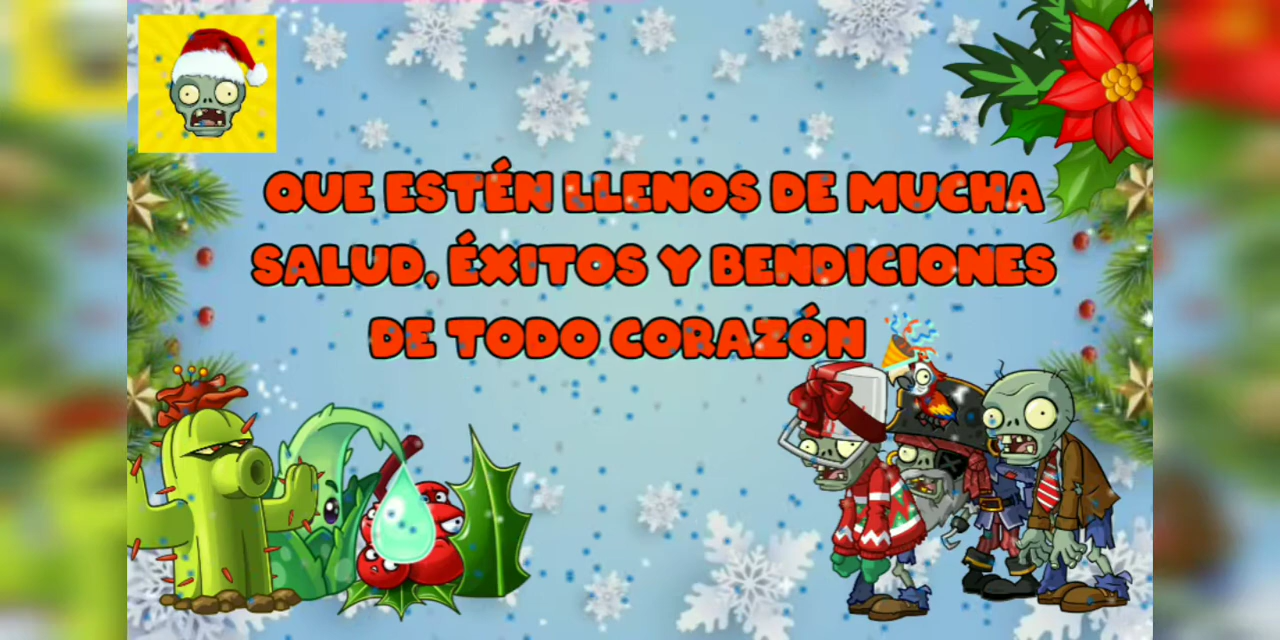 QUE ESTÉN LLENOS DE MUCHA
SALUD, ÉXITOS Y BENDICIONES
DE TODO CORAZÓN